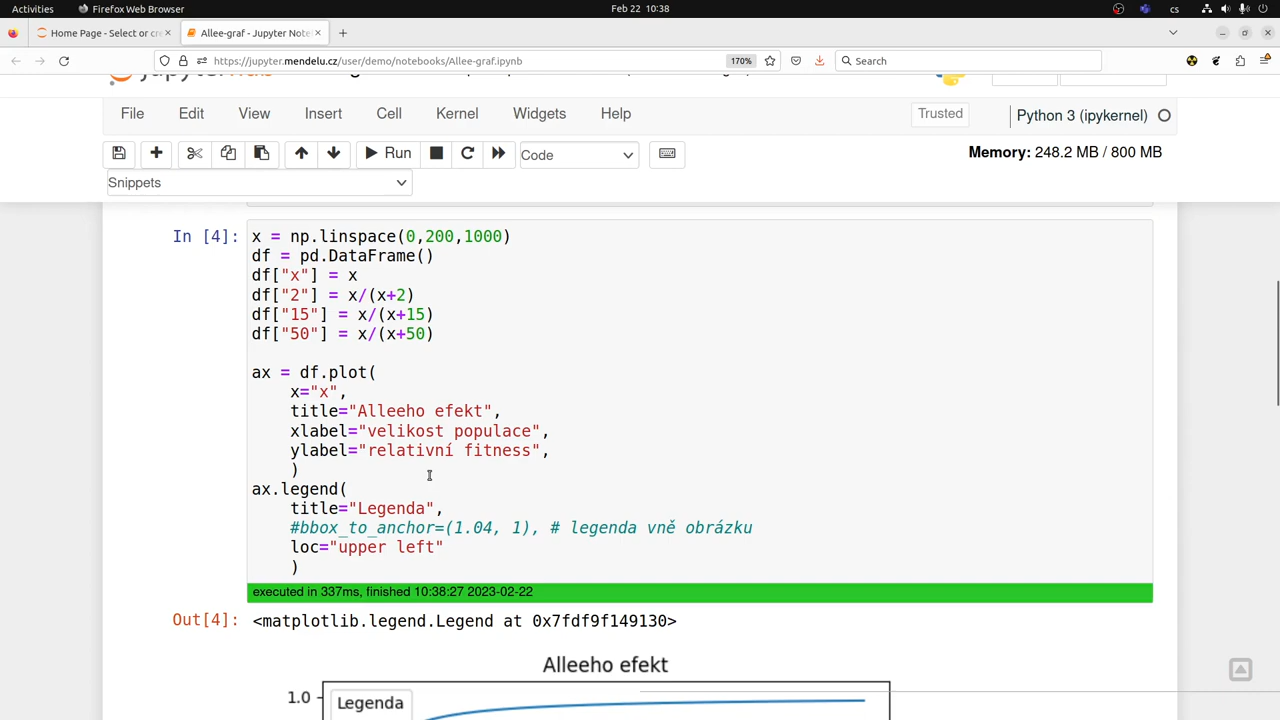 Activities
Firefox Web Browser
Feb 22 10:38
cs
Home Page - Select or cre
Allee-graf - Jupyter Note
https://jupyter.mendelu.cz/user/demo/notebooks/Allee-graf.ipynb
170%
Search
File Edit View Insert Cell Kernel Widgets Help
Trusted
Python 3 (ipykernel)
Run
Code
Memory: 248.2 MB / 800 MB
Snippets
In [4]:
x = np.linspace(0,200,1000)
df = pd.DataFrame()
df["x"] = x
df["2"] = x/(x+2)
df["15"] = x/(x+15)
df["50"] = x/(x+50)
ax = df.plot(
x="x",
title="Alleeho efekt",
xlabel="velikost populace",
ylabel="relativní fitness",
)
ax.legend(
title="Legenda",
#bbox_to_anchor=(1.04, 1), # legenda vně obrázku
loc="upper left"
)
executed in 337ms, finished 10:38:27 2023-02-22
Out[4]:
<matplotlib.legend.Legend at 0x7fdf9f149130>
Alleeho efekt
1.0
Legenda